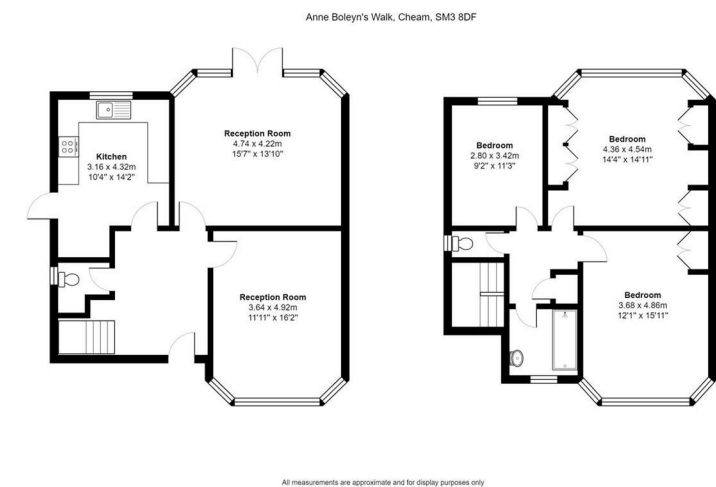 Anne Boleyn's Walk, Cheam, SM3 8DF
Reception Room
4.74 x 4.22m
15'7" x 13'10"
Kitchen
3.16 x 4.32m
10'4" x 14'2"
Reception Room
3.64 x 4.92m
11'11" x 16'2"
Bedroom
2.80 x 3.42m
9'2" x 11'3"
Bedroom
4.36 x 4.54m
14'4" x 14'11"
Bedroom
3.68 x 4.86m
12'1" x 15'11"
All measurements are approximate and for display purposes only